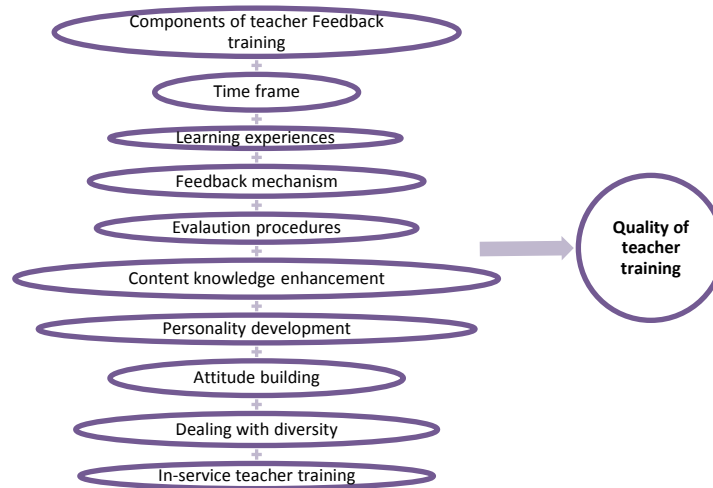 Components of teacher Feedback
training
Time frame
Learning experiences
Feedback mechanism
Evalaution procedures
Content knowledge enhancement
Personality development
Attitude building
Dealing with diversity
In-service teacher training
Quality of
teacher
training